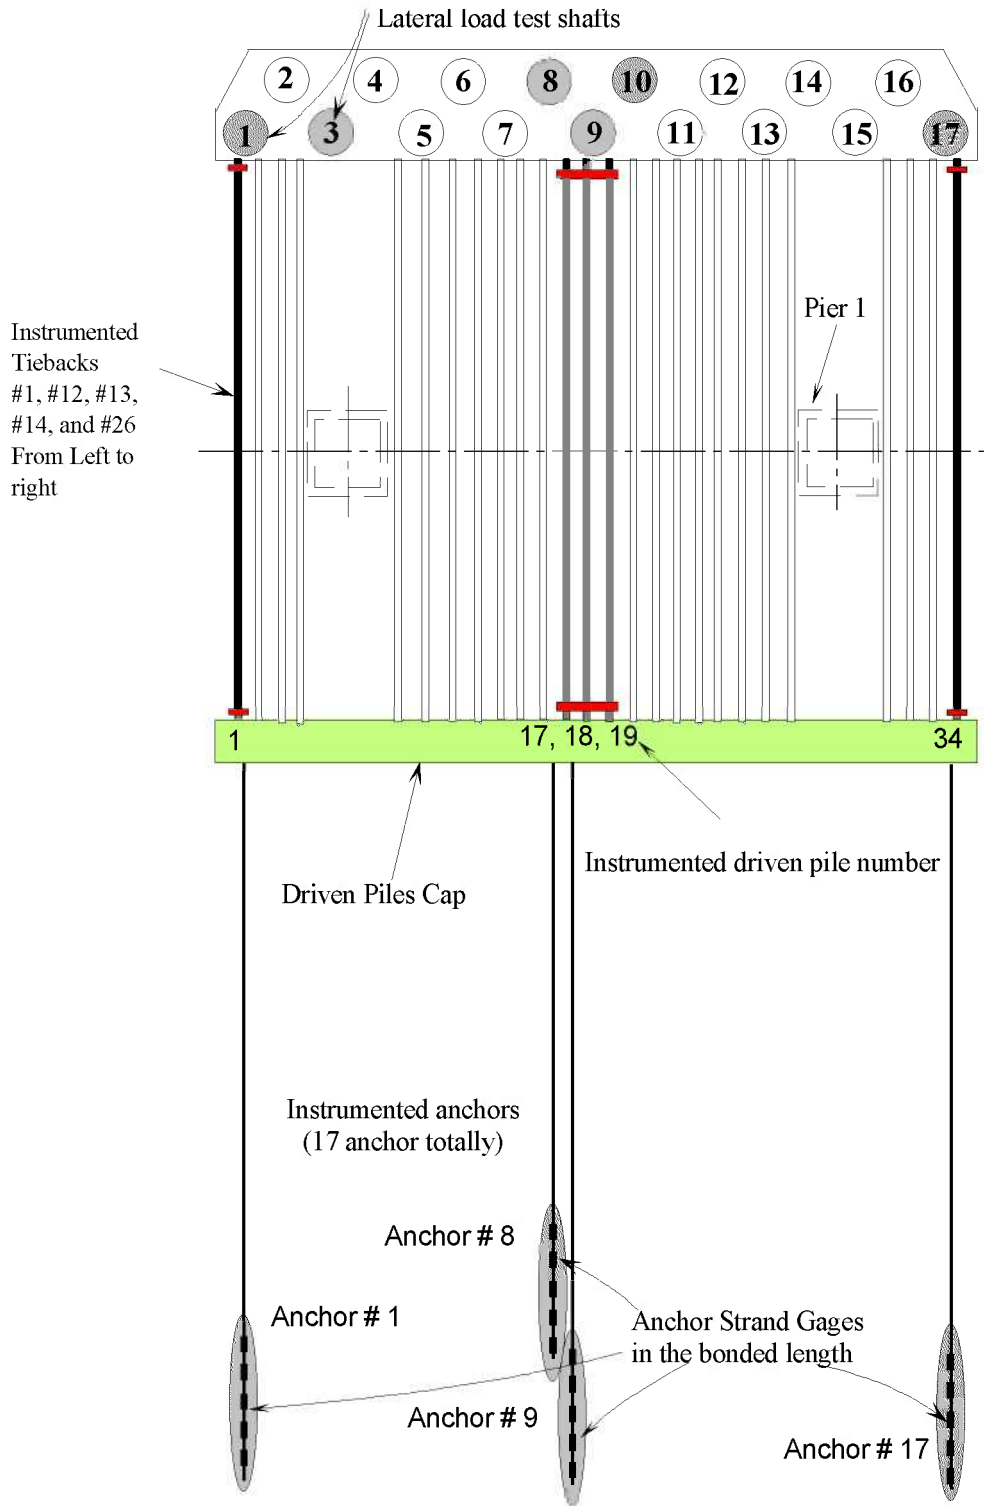 Lateral load test shafts
2 4 6 8 10 12 14 16
1 3 5 7 9 11 13 15 17
Pier 1
Instrumented
Tiebacks
#1, #12, #13,
#14, and #26
From Left to
right
1 17, 18, 19 34
Instrumented driven pile number
Driven Piles Cap
Instrumented anchors
(17 anchor totally)
Anchor # 8
Anchor # 1
Anchor Strand Gages
in the bonded length
Anchor # 9
Anchor # 17